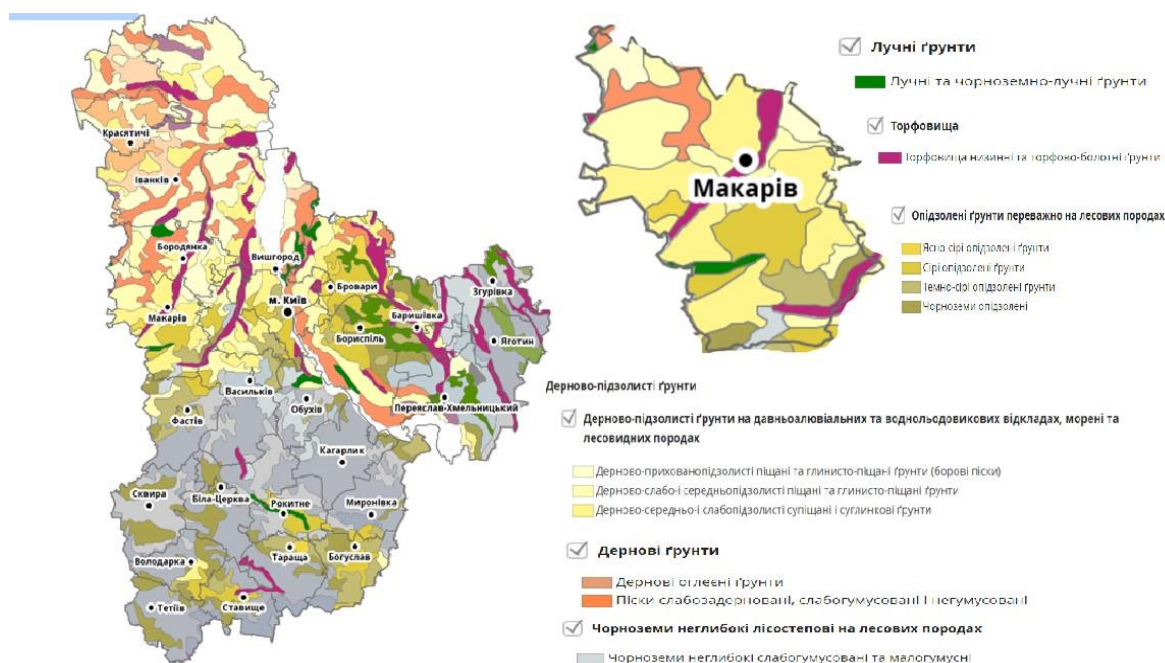 Красятичі
Іванків
Бородянка
Вишгород
м. Київ
Бровари
Згурівка
Макарів
Баришівка
Бориспіль
Яготин
Васильків
Обухів
Переяслав-Хмельницький
Фастів
Кагарлик
Сквира
Біла-Церква
Рокитне
Миронівка
Володарка
Тараща
Богуслав
Тетіїв
Ставище
Макарів
Лучні ґрунти
Лучні та чорноземно-лучні ґрунти
Торфовища
Торфовища низинні та торфово-болотні ґрунти
Опідзолені ґрунти переважно на лесових породах
Ясно сірі опідзолені ґрунти
Сірі опідзолені ґрунти
Темно-сірі опідзолені ґрунти
Чорноземи опідзолені
Дерново-підзолисті ґрунти
Дерново-підзолисті ґрунти на давньоалювіальних та воднольодовикових відкладах, морені та
лесовидних породах
Дерново-прихованопідзолисті піщані та глинисто-піщані ґрунти (борові піски)
Дерново-слабо-і середньопідзолисті піщані та глинисто-піщані ґрунти
Дерново-середньо-і слабопідзолисті супіщані і суглинкові ґрунти
Дернові ґрунти
Дернові оглеєні ґрунти
Піски слабозадерновані, слабогумусовані і негумусовані
Чорноземи неглибокі лісостепові на лесових породах
Чорноземи неглибокі слабогумусовані та малогумусні